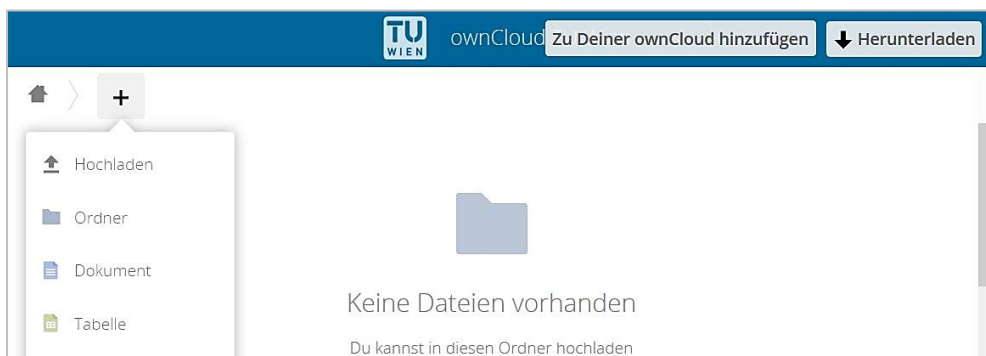 TU
WIEN
ownCloud
Zu Deiner ownCloud hinzufügen
Herunterladen
+
Hochladen
Ordner
Dokument
Tabelle
Keine Dateien vorhanden
Du kannst in diesen Ordner hochladen